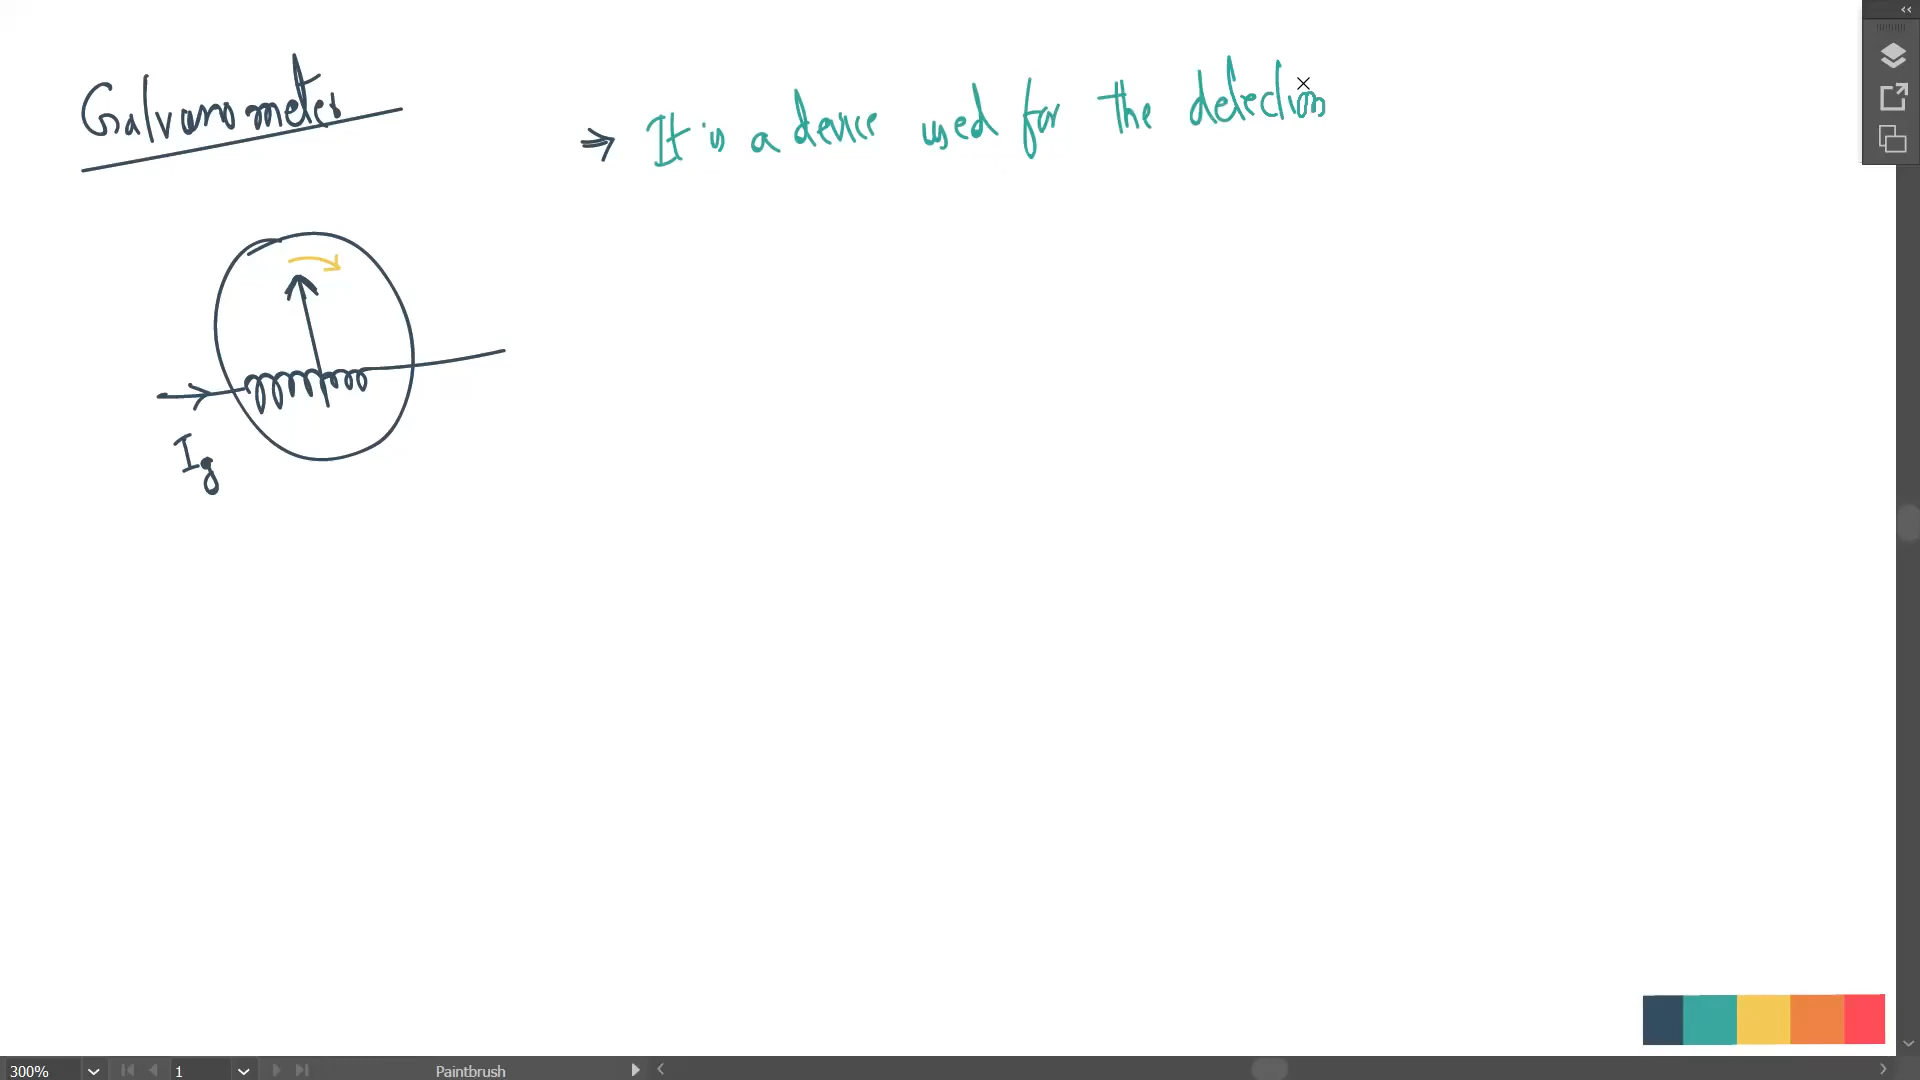 Galvanometer
⇒ It is a device used for the detection
Ig
300%
1
Paintbrush